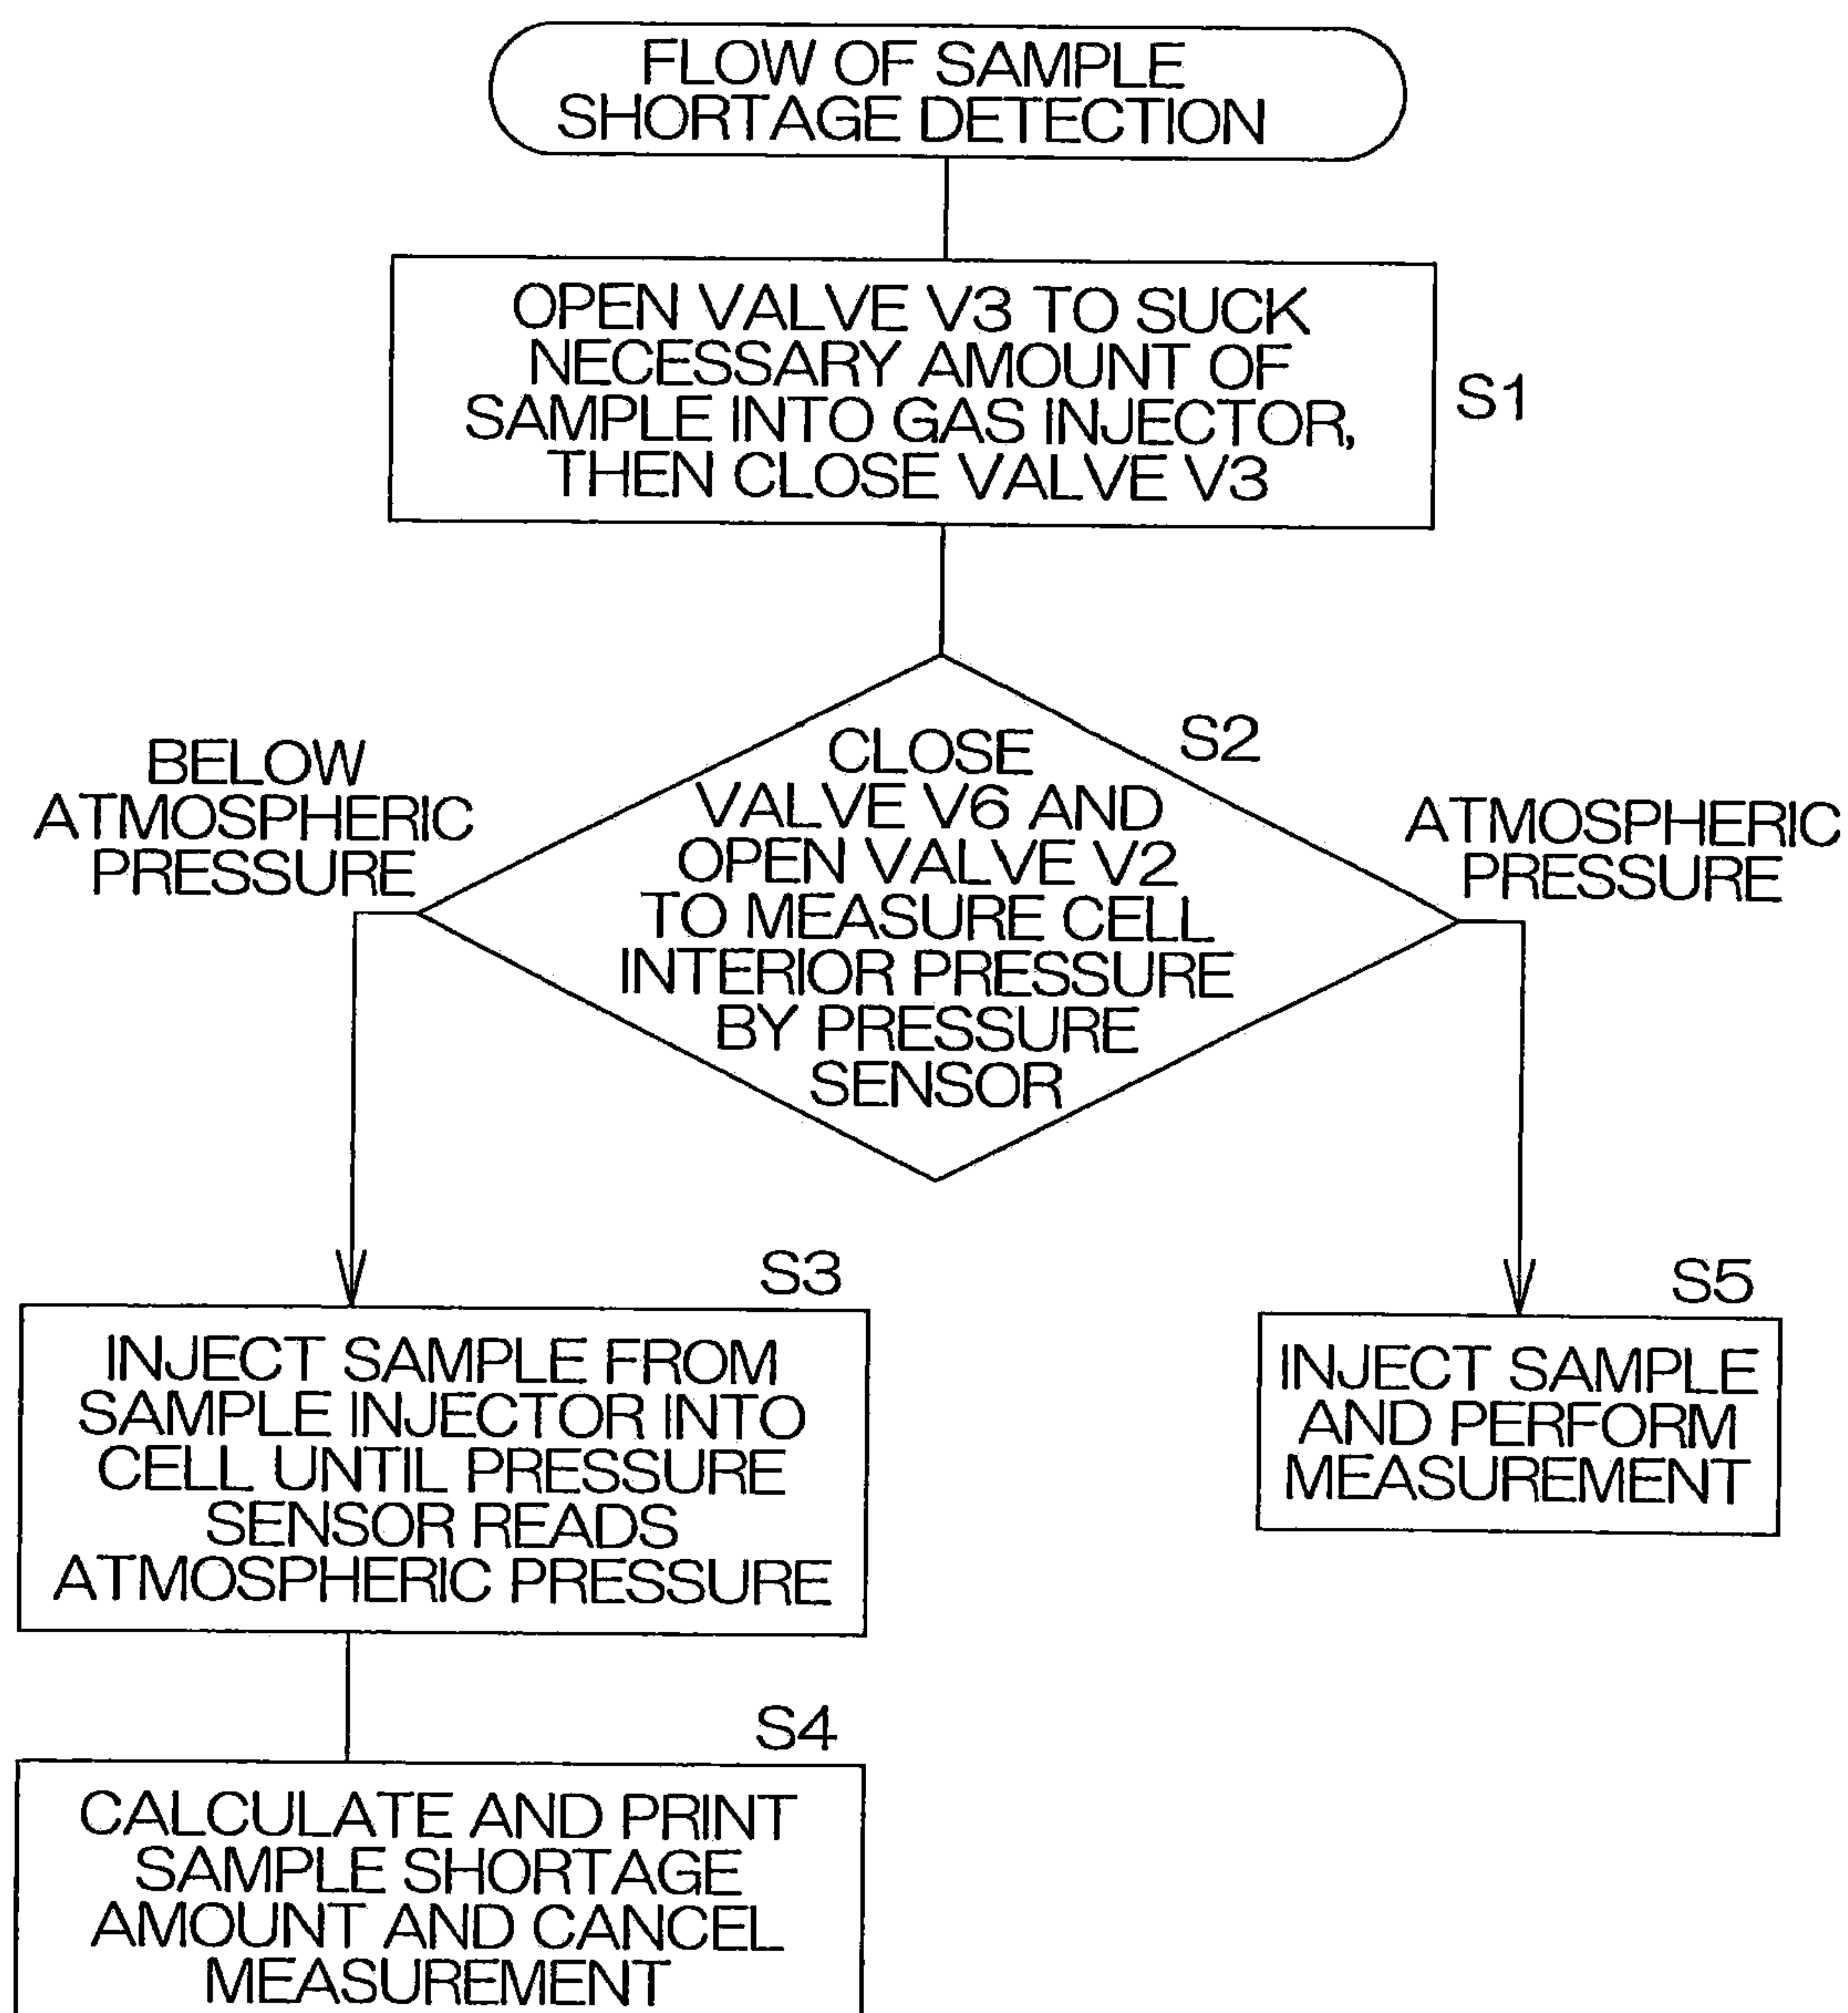 FLOW OF SAMPLE
SHORTAGE DETECTION
OPEN VALVE V3 TO SUCK
NECESSARY AMOUNT OF
SAMPLE INTO GAS INJECTOR,
THEN CLOSE VALVE V3
S1
CLOSE
VALVE V6 AND
OPEN VALVE V2
TO MEASURE CELL
INTERIOR PRESSURE
BY PRESSURE
SENSOR
S2
BELOW
ATMOSPHERIC
PRESSURE
ATMOSPHERIC
PRESSURE
S3
INJECT SAMPLE FROM
SAMPLE INJECTOR INTO
CELL UNTIL PRESSURE
SENSOR READS
ATMOSPHERIC PRESSURE
S5
INJECT SAMPLE
AND PERFORM
MEASUREMENT
S4
CALCULATE AND PRINT
SAMPLE SHORTAGE
AMOUNT AND CANCEL
MEASUREMENT